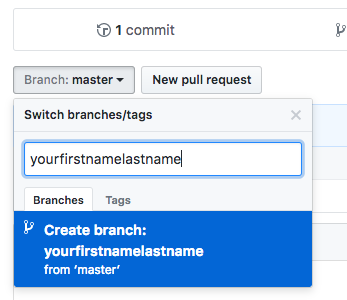 1 commit
Branch: master
New pull request
Switch branches/tags
yourfirstnamelastname
Branches Tags
Create branch:
yourfirstnamelastname
from ‘master’